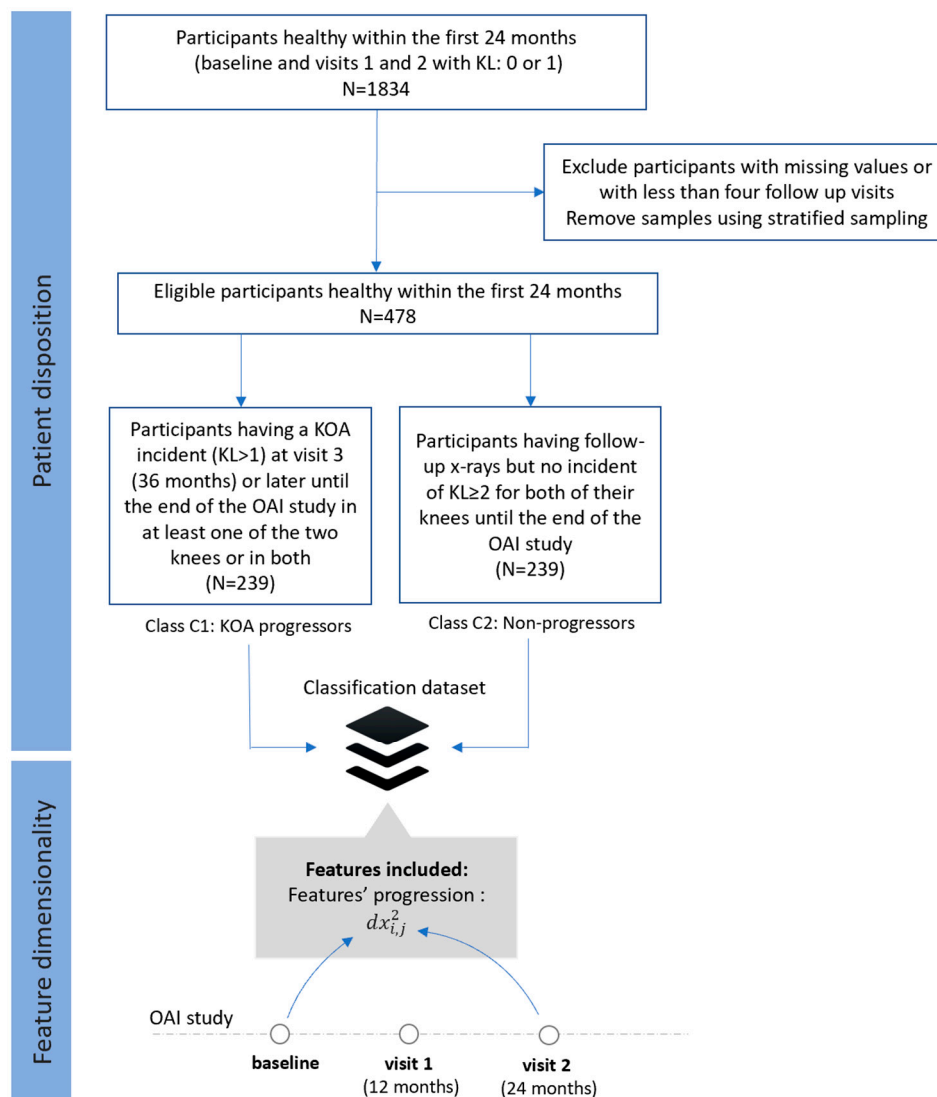 Participants healthy within the first 24 months
(baseline and visits 1 and 2 with KL: 0 or 1)
N=1834
Exclude participants with missing values or
with less than four follow up visits
Remove samples using stratified sampling
Eligible participants healthy within the first 24 months
N=478
Patient disposition
Participants having a KOA
incident (KL>1) at visit 3
(36 months) or later until
the end of the OAI study in
at least one of the two
knees or in both
(N=239)
Participants having follow-
up x-rays but no incident
of KL≥2 for both of their
knees until the end of the
OAI study
(N=239)
Class C1: KOA progressors
Class C2: Non-progressors
Classification dataset
Feature dimensionality
Features included:
Features’ progression :
$dx_{i,j}^{2}$
OAI study
baseline
visit 1
(12 months)
visit 2
(24 months)